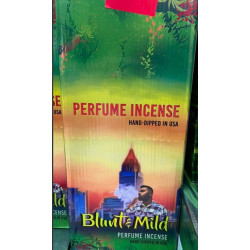 PERFUME INCENSE
HAND-DIPPED IN USA
Blunt & Mild
PERFUME INCENSE